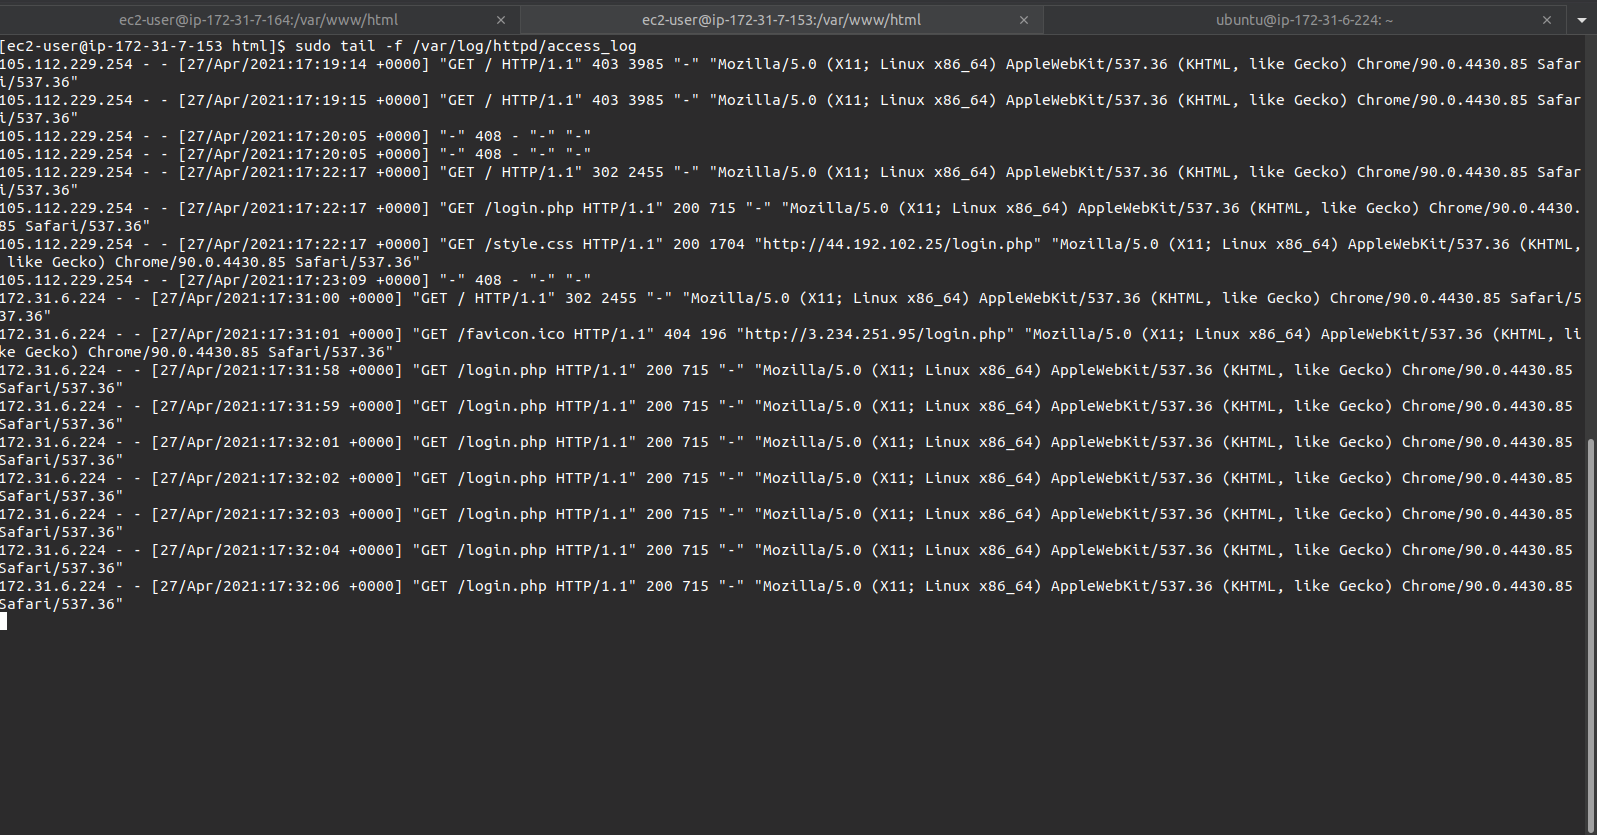 ec2-user@ip-172-31-7-164:/var/www/html × ec2-user@ip-172-31-7-153:/var/www/html × ubuntu@ip-172-31-6-224: ~ ×
[ec2-user@ip-172-31-7-153 html]$ sudo tail -f /var/log/httpd/access_log
105.112.229.254 - - [27/Apr/2021:17:19:14 +0000] "GET / HTTP/1.1" 403 3985 "-" "Mozilla/5.0 (X11; Linux x86_64) AppleWebKit/537.36 (KHTML, like Gecko) Chrome/90.0.4430.85 Safar
i/537.36"
105.112.229.254 - - [27/Apr/2021:17:19:15 +0000] "GET / HTTP/1.1" 403 3985 "-" "Mozilla/5.0 (X11; Linux x86_64) AppleWebKit/537.36 (KHTML, like Gecko) Chrome/90.0.4430.85 Safar
i/537.36"
105.112.229.254 - - [27/Apr/2021:17:20:05 +0000] "-" 408 - "-" "-"
105.112.229.254 - - [27/Apr/2021:17:20:05 +0000] "-" 408 - "-" "-"
105.112.229.254 - - [27/Apr/2021:17:22:17 +0000] "GET / HTTP/1.1" 302 2455 "-" "Mozilla/5.0 (X11; Linux x86_64) AppleWebKit/537.36 (KHTML, like Gecko) Chrome/90.0.4430.85 Safar
i/537.36"
105.112.229.254 - - [27/Apr/2021:17:22:17 +0000] "GET /login.php HTTP/1.1" 200 715 "-" "Mozilla/5.0 (X11; Linux x86_64) AppleWebKit/537.36 (KHTML, like Gecko) Chrome/90.0.4430.
85 Safari/537.36"
105.112.229.254 - - [27/Apr/2021:17:22:17 +0000] "GET /style.css HTTP/1.1" 200 1704 "http://44.192.102.25/login.php" "Mozilla/5.0 (X11; Linux x86_64) AppleWebKit/537.36 (KHTML,
 like Gecko) Chrome/90.0.4430.85 Safari/537.36"
105.112.229.254 - - [27/Apr/2021:17:23:09 +0000] "-" 408 - "-" "-"
172.31.6.224 - - [27/Apr/2021:17:31:00 +0000] "GET / HTTP/1.1" 302 2455 "-" "Mozilla/5.0 (X11; Linux x86_64) AppleWebKit/537.36 (KHTML, like Gecko) Chrome/90.0.4430.85 Safari/5
37.36"
172.31.6.224 - - [27/Apr/2021:17:31:01 +0000] "GET /favicon.ico HTTP/1.1" 404 196 "http://3.234.251.95/login.php" "Mozilla/5.0 (X11; Linux x86_64) AppleWebKit/537.36 (KHTML, li
ke Gecko) Chrome/90.0.4430.85 Safari/537.36"
172.31.6.224 - - [27/Apr/2021:17:31:58 +0000] "GET /login.php HTTP/1.1" 200 715 "-" "Mozilla/5.0 (X11; Linux x86_64) AppleWebKit/537.36 (KHTML, like Gecko) Chrome/90.0.4430.85
Safari/537.36"
172.31.6.224 - - [27/Apr/2021:17:31:59 +0000] "GET /login.php HTTP/1.1" 200 715 "-" "Mozilla/5.0 (X11; Linux x86_64) AppleWebKit/537.36 (KHTML, like Gecko) Chrome/90.0.4430.85
Safari/537.36"
172.31.6.224 - - [27/Apr/2021:17:32:01 +0000] "GET /login.php HTTP/1.1" 200 715 "-" "Mozilla/5.0 (X11; Linux x86_64) AppleWebKit/537.36 (KHTML, like Gecko) Chrome/90.0.4430.85
Safari/537.36"
172.31.6.224 - - [27/Apr/2021:17:32:02 +0000] "GET /login.php HTTP/1.1" 200 715 "-" "Mozilla/5.0 (X11; Linux x86_64) AppleWebKit/537.36 (KHTML, like Gecko) Chrome/90.0.4430.85
Safari/537.36"
172.31.6.224 - - [27/Apr/2021:17:32:03 +0000] "GET /login.php HTTP/1.1" 200 715 "-" "Mozilla/5.0 (X11; Linux x86_64) AppleWebKit/537.36 (KHTML, like Gecko) Chrome/90.0.4430.85
Safari/537.36"
172.31.6.224 - - [27/Apr/2021:17:32:04 +0000] "GET /login.php HTTP/1.1" 200 715 "-" "Mozilla/5.0 (X11; Linux x86_64) AppleWebKit/537.36 (KHTML, like Gecko) Chrome/90.0.4430.85
Safari/537.36"
172.31.6.224 - - [27/Apr/2021:17:32:06 +0000] "GET /login.php HTTP/1.1" 200 715 "-" "Mozilla/5.0 (X11; Linux x86_64) AppleWebKit/537.36 (KHTML, like Gecko) Chrome/90.0.4430.85
Safari/537.36"